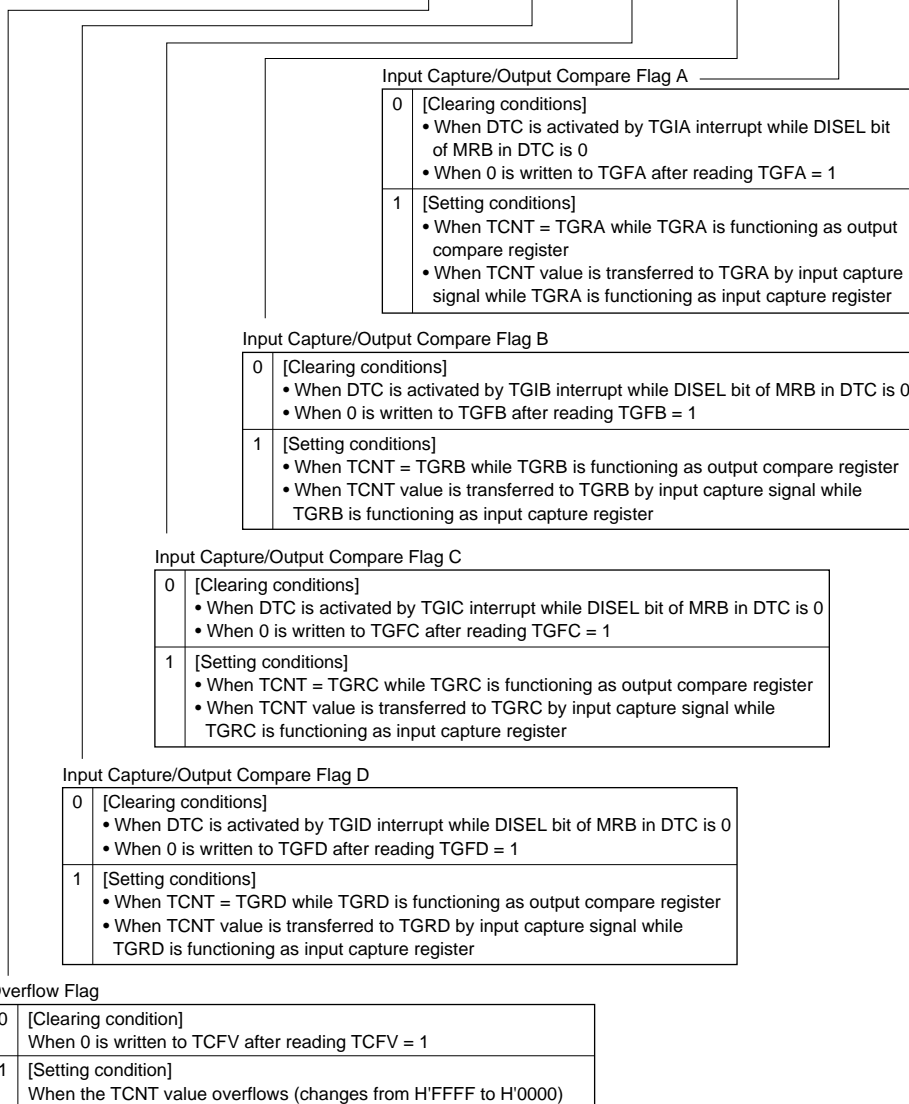 Input Capture/Output Compare Flag A
0 [Clearing conditions]
• When DTC is activated by TGIA interrupt while DISEL bit
of MRB in DTC is 0
• When 0 is written to TGFA after reading TGFA = 1
1 [Setting conditions]
• When TCNT = TGRA while TGRA is functioning as output
compare register
• When TCNT value is transferred to TGRA by input capture
signal while TGRA is functioning as input capture register
Input Capture/Output Compare Flag B
0 [Clearing conditions]
• When DTC is activated by TGIB interrupt while DISEL bit of MRB in DTC is 0
• When 0 is written to TGFB after reading TGFB = 1
1 [Setting conditions]
• When TCNT = TGRB while TGRB is functioning as output compare register
• When TCNT value is transferred to TGRB by input capture signal while
TGRB is functioning as input capture register
Input Capture/Output Compare Flag C
0 [Clearing conditions]
• When DTC is activated by TGIC interrupt while DISEL bit of MRB in DTC is 0
• When 0 is written to TGFC after reading TGFC = 1
1 [Setting conditions]
• When TCNT = TGRC while TGRC is functioning as output compare register
• When TCNT value is transferred to TGRC by input capture signal while
TGRC is functioning as input capture register
Input Capture/Output Compare Flag D
0 [Clearing conditions]
• When DTC is activated by TGID interrupt while DISEL bit of MRB in DTC is 0
• When 0 is written to TGFD after reading TGFD = 1
1 [Setting conditions]
• When TCNT = TGRD while TGRD is functioning as output compare register
• When TCNT value is transferred to TGRD by input capture signal while
TGRD is functioning as input capture register
verflow Flag
0 [Clearing condition]
When 0 is written to TCFV after reading TCFV = 1
1 [Setting condition]
When the TCNT value overflows (changes from H'FFFF to H'0000)